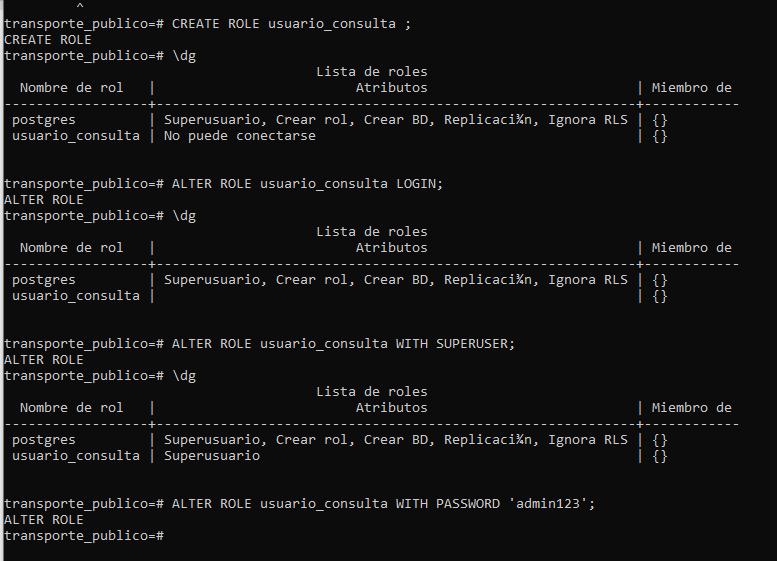 ^
transporte_publico=# CREATE ROLE usuario_consulta ;
CREATE ROLE
transporte_publico=# \dg
Lista de roles
Nombre de rol | Atributos | Miembro de
------------------+------------------------------------------------------------+------------
postgres | Superusuario, Crear rol, Crear BD, Replicaci¾n, Ignora RLS | {}
usuario_consulta | No puede conectarse | {}
transporte_publico=# ALTER ROLE usuario_consulta LOGIN;
ALTER ROLE
transporte_publico=# \dg
Lista de roles
Nombre de rol | Atributos | Miembro de
------------------+------------------------------------------------------------+------------
postgres | Superusuario, Crear rol, Crear BD, Replicaci¾n, Ignora RLS | {}
usuario_consulta | | {}
transporte_publico=# ALTER ROLE usuario_consulta WITH SUPERUSER;
ALTER ROLE
transporte_publico=# \dg
Lista de roles
Nombre de rol | Atributos | Miembro de
------------------+------------------------------------------------------------+------------
postgres | Superusuario, Crear rol, Crear BD, Replicaci¾n, Ignora RLS | {}
usuario_consulta | Superusuario | {}
transporte_publico=# ALTER ROLE usuario_consulta WITH PASSWORD 'admin123';
ALTER ROLE
transporte_publico=#